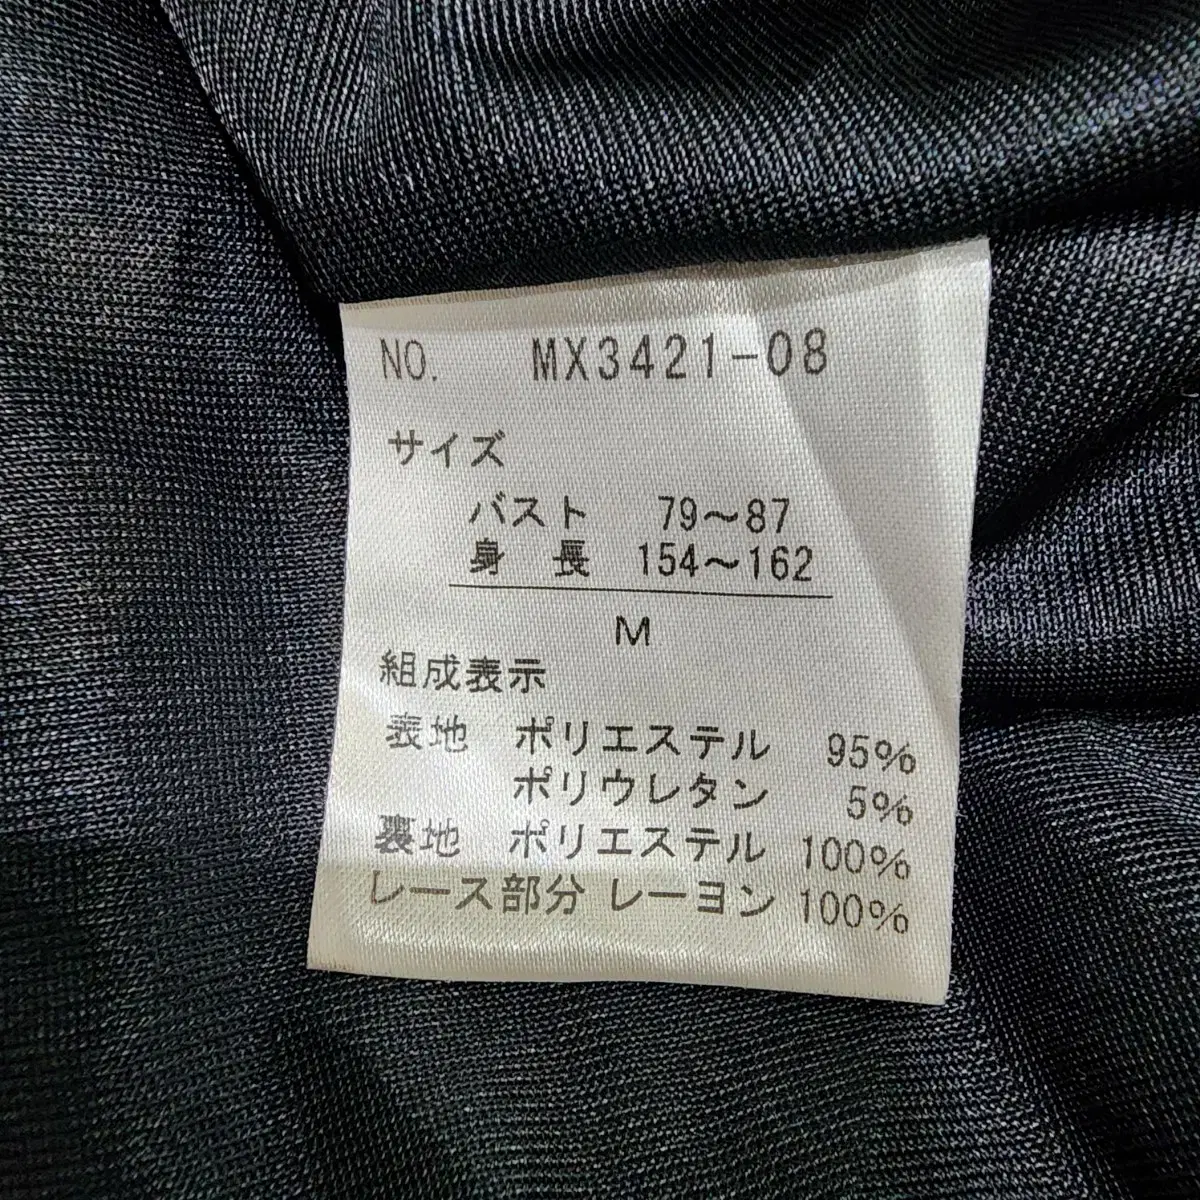 NO. MX3421-08
サイズ
バスト 79～87
身 長 154～162
M
組成表示
表地 ポリエステル 95%
ポリウレタン 5%
裏地 ポリエステル 100%
レース部分 レーヨン 100%